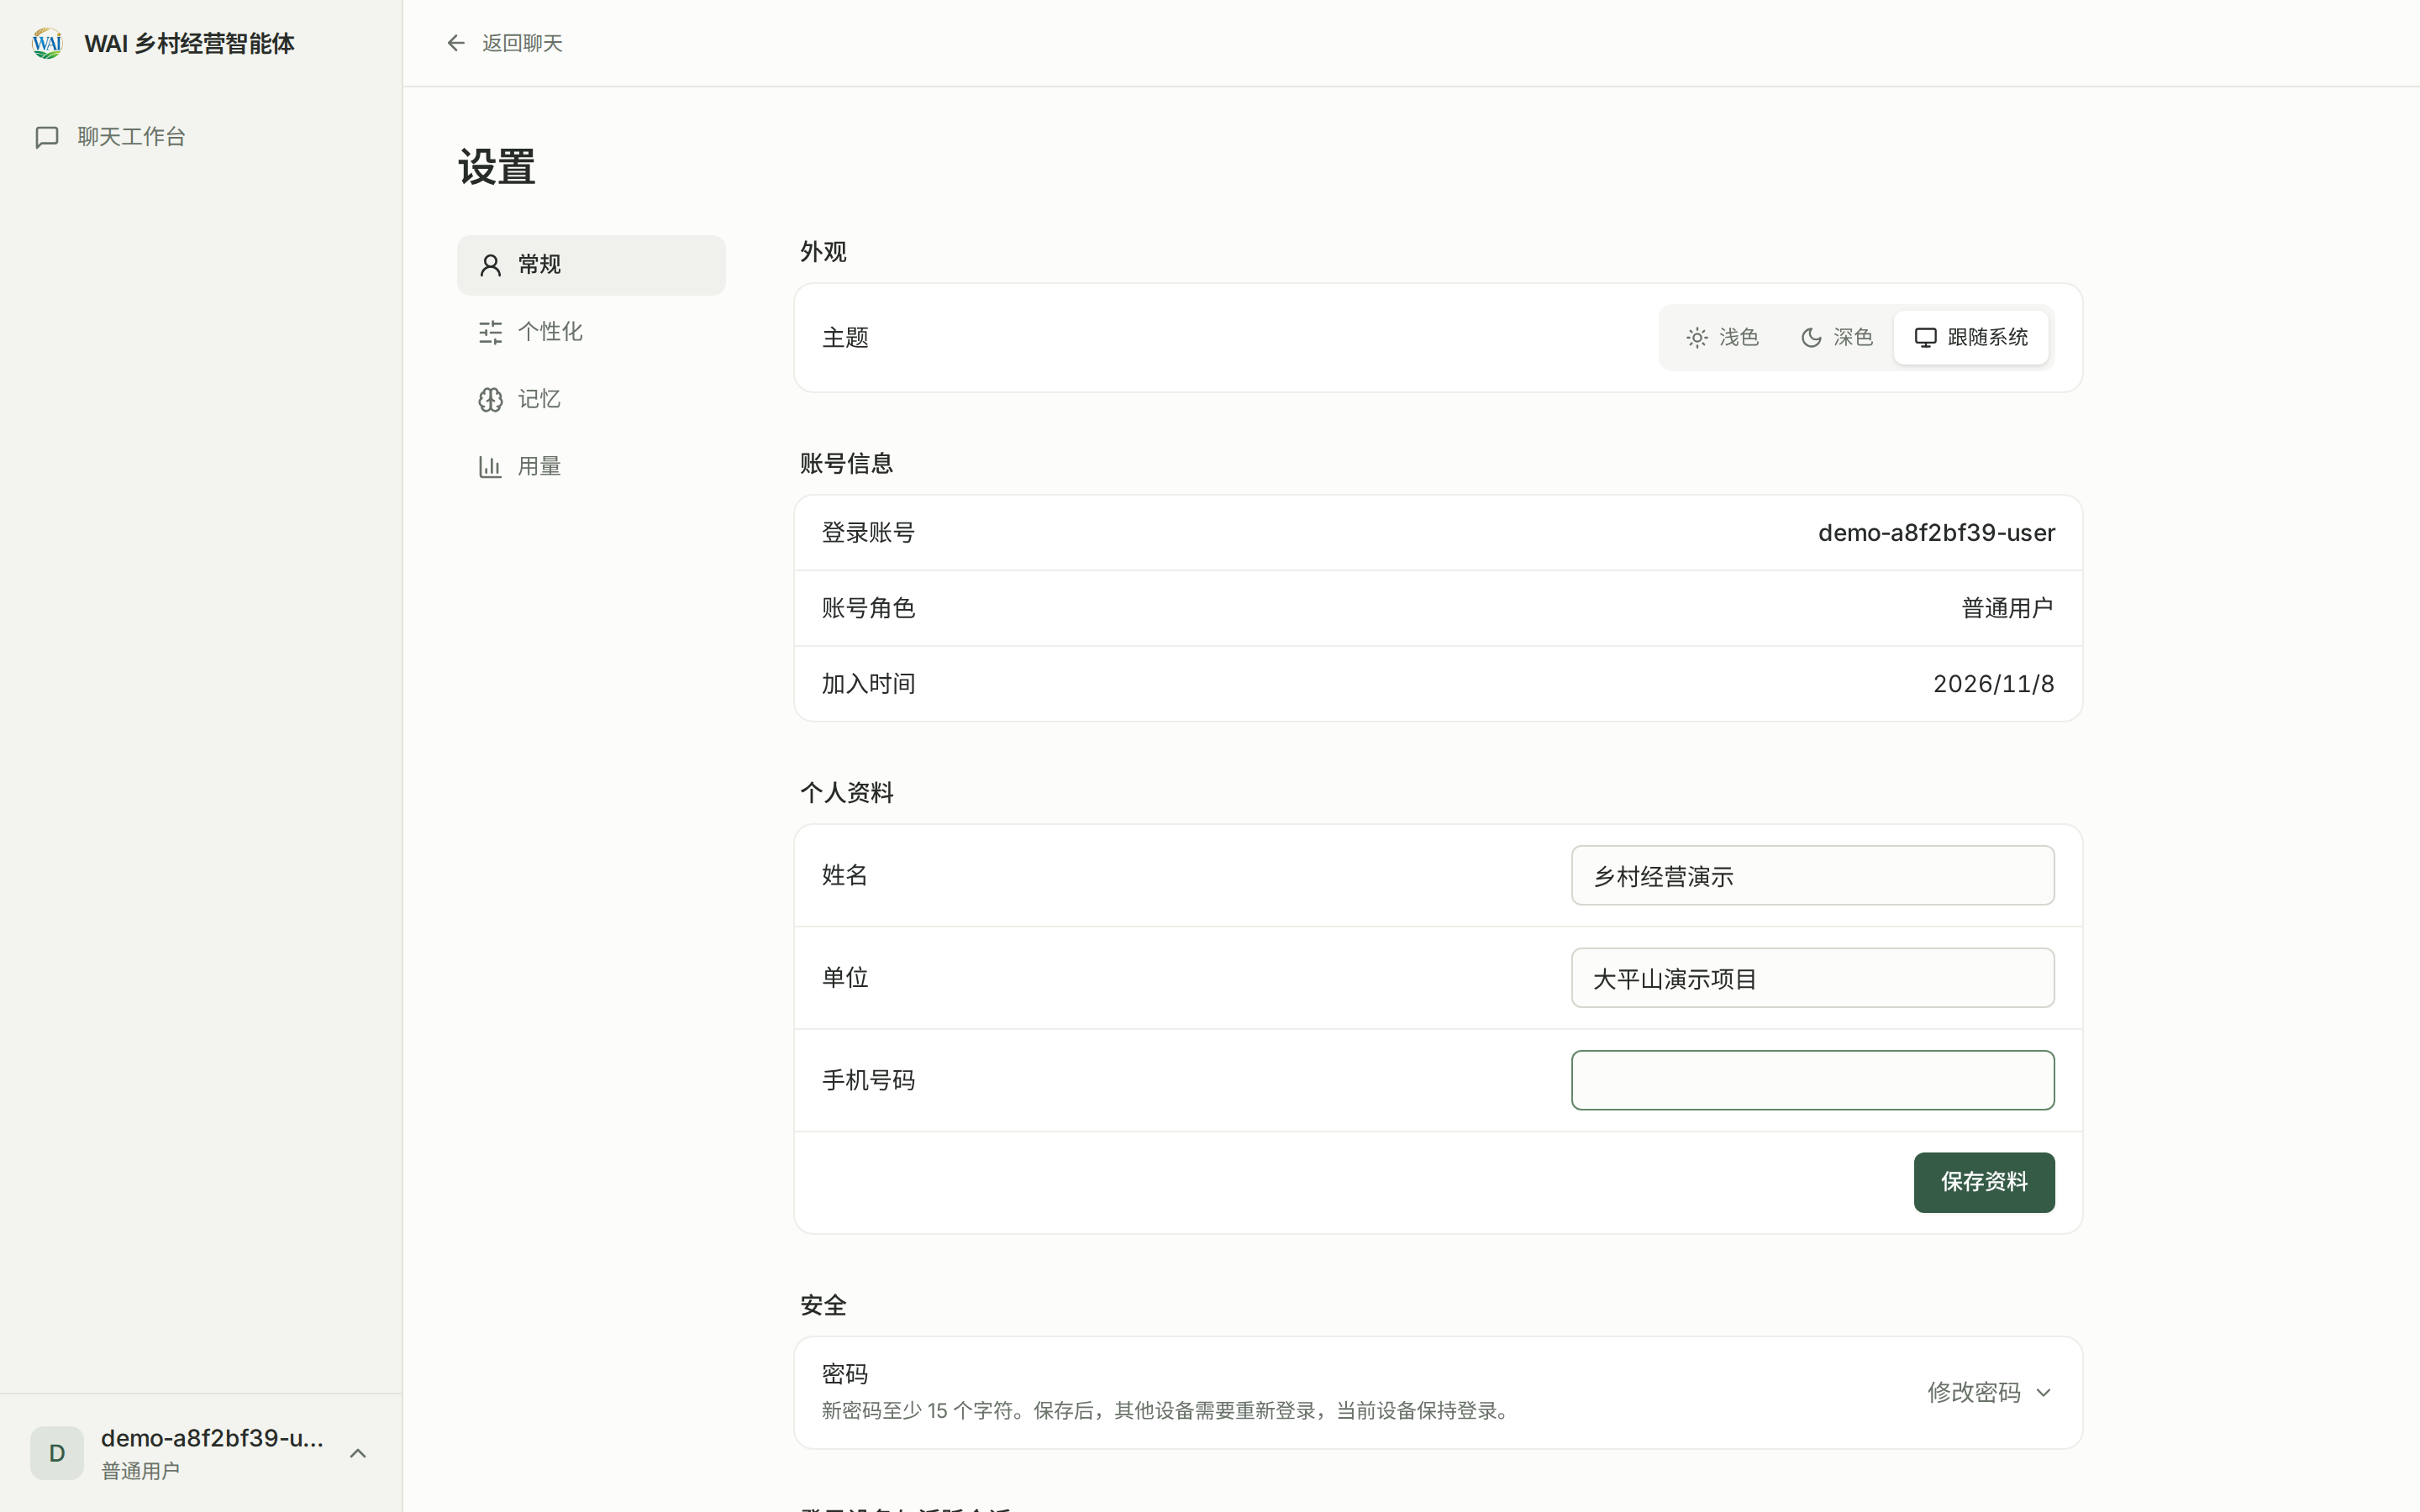 WAI 乡村经营智能体
聊天工作台
返回聊天
设置
常规
个性化
记忆
用量
外观
主题
浅色
深色
跟随系统
账号信息
登录账号
demo-a8f2bf39-user
账号角色
普通用户
加入时间
2026/11/8
个人资料
姓名
乡村经营演示
单位
大平山演示项目
手机号码
保存资料
安全
密码
新密码至少 15 个字符。保存后，其他设备需要重新登录，当前设备保持登录。
修改密码
D
demo-a8f2bf39-u...
普通用户